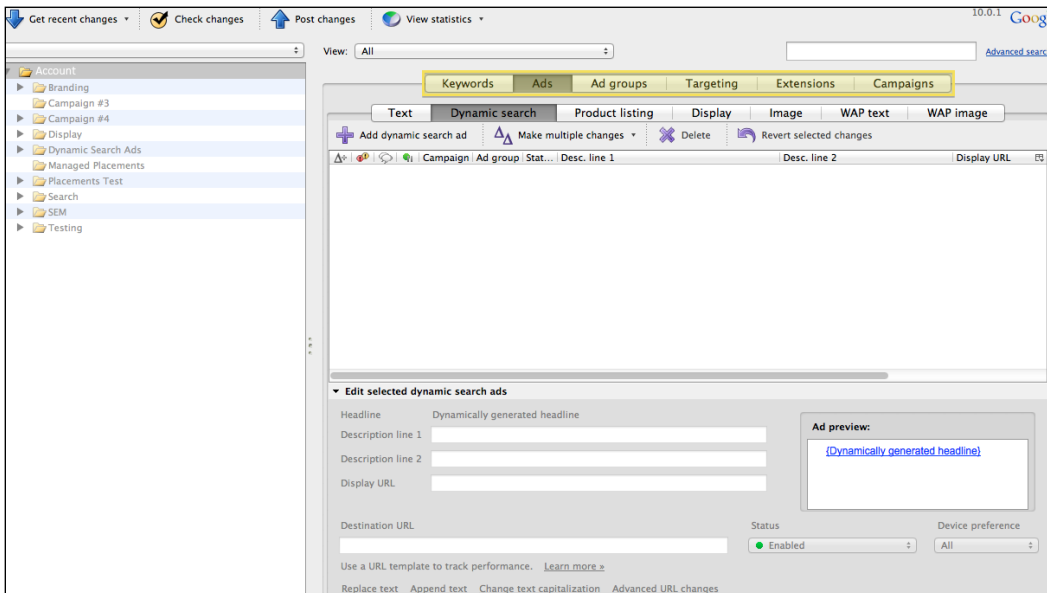 Get recent changes Check changes Post changes View statistics 10.0.1 Goog
View: All Advanced searc
Account
Branding
Campaign #3
Campaign #4
Display
Dynamic Search Ads
Managed Placements
Placements Test
Search
SEM
Testing
Keywords Ads Ad groups Targeting Extensions Campaigns
Text Dynamic search Product listing Display Image WAP text WAP image
Add dynamic search ad Make multiple changes Delete Revert selected changes
Campaign Ad group Stat... Desc. line 1 Desc. line 2 Display URL
Edit selected dynamic search ads
Headline Dynamically generated headline
Description line 1
Description line 2
Display URL
Ad preview:
{Dynamically generated headline}
Destination URL Status Device preference
Enabled All
Use a URL template to track performance. Learn more »
Replace text Append text Change text capitalization Advanced URL changes